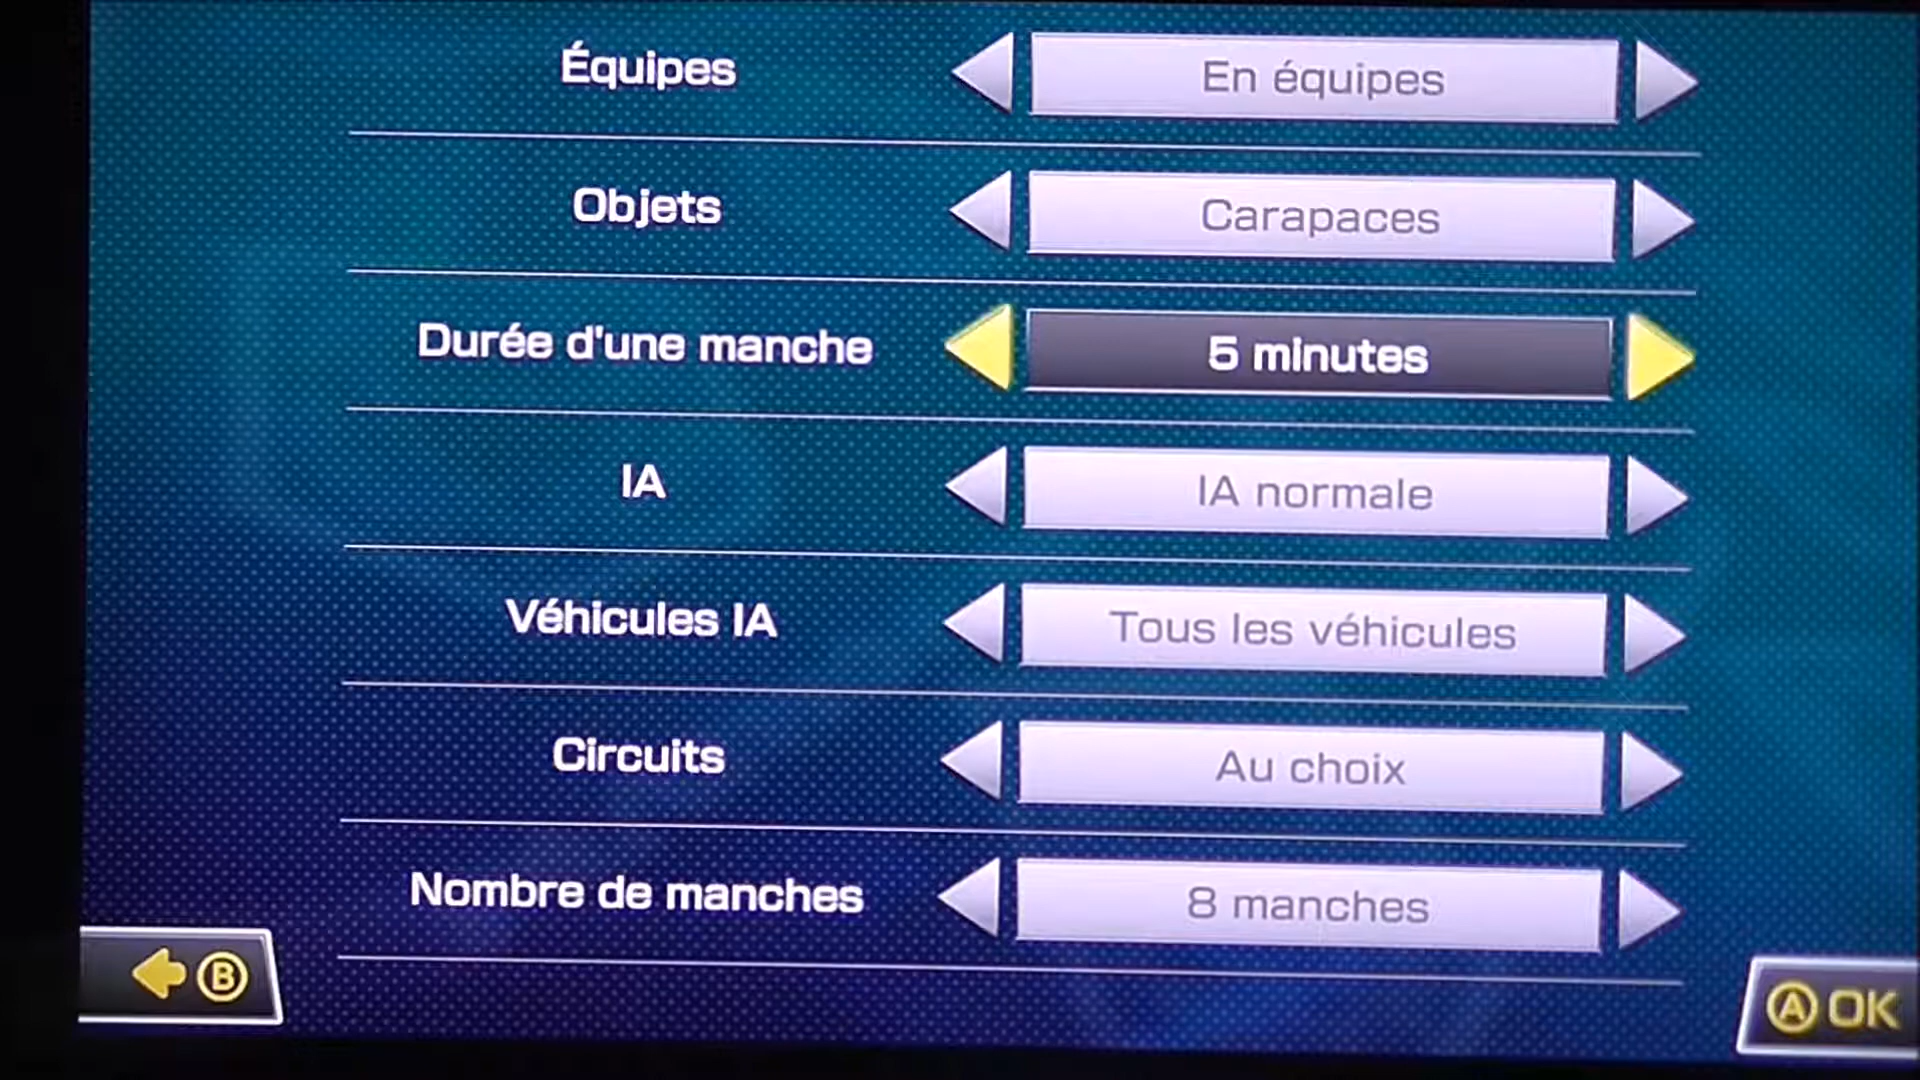 Équipes
En équipes
Objets
Carapaces
Durée d'une manche
5 minutes
IA
IA normale
Véhicules IA
Tous les véhicules
Circuits
Au choix
Nombre de manches
8 manches
B
A OK